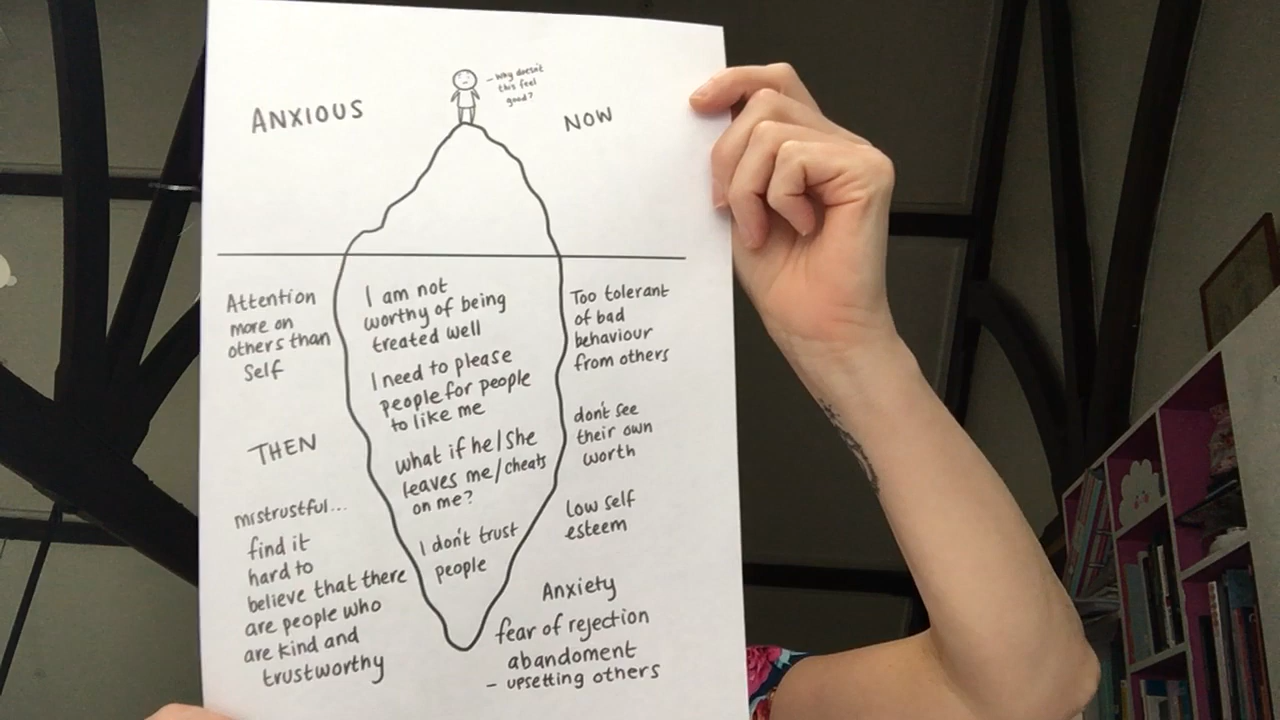 ANXIOUS
- Why doesn't
this feel
good?
NOW
Attention
more on
others than
Self
THEN
mistrustful...
find it
hard to
believe that there
are people who
are kind and
trustworthy
I am not
worthy of being
treated well
I need to please
people for people
to like me
what if he/she
leaves me/cheats
on me?
I don't trust
people
Too tolerant
of bad
behaviour
from others
don't see
their own
worth
Low self
esteem
Anxiety
fear of rejection
abandoment
- upsetting others